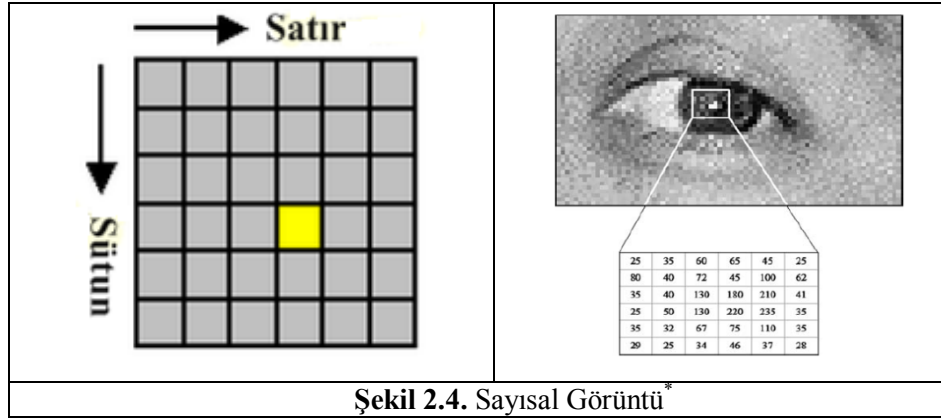 Satır
Sütun
25 35 60 65 45 25
80 40 72 45 100 62
35 40 130 180 210 41
25 50 130 220 235 35
35 32 67 75 110 35
29 25 34 46 37 28
Şekil 2.4. Sayısal Görüntü*